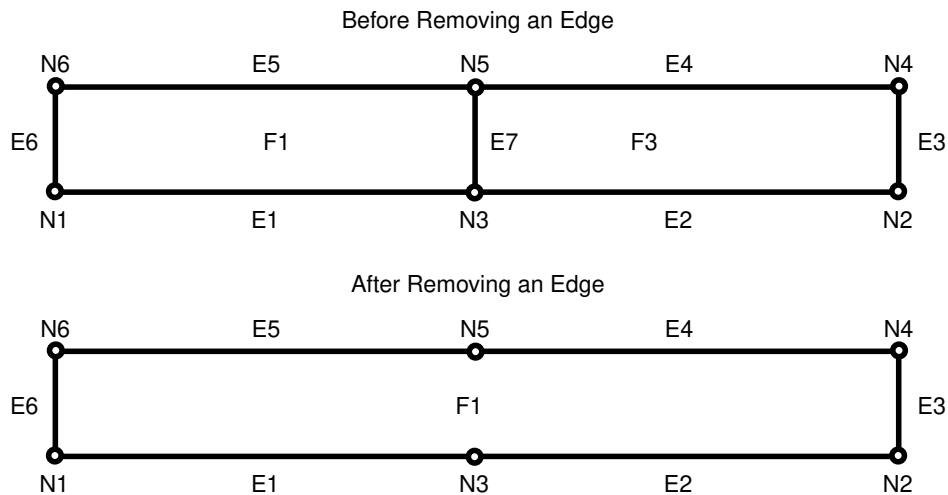 Before Removing an Edge
N6 E5 N5 E4 N4
E6 F1 E7 F3 E3
N1 E1 N3 E2 N2
After Removing an Edge
N6 E5 N5 E4 N4
E6 F1 E3
N1 E1 N3 E2 N2